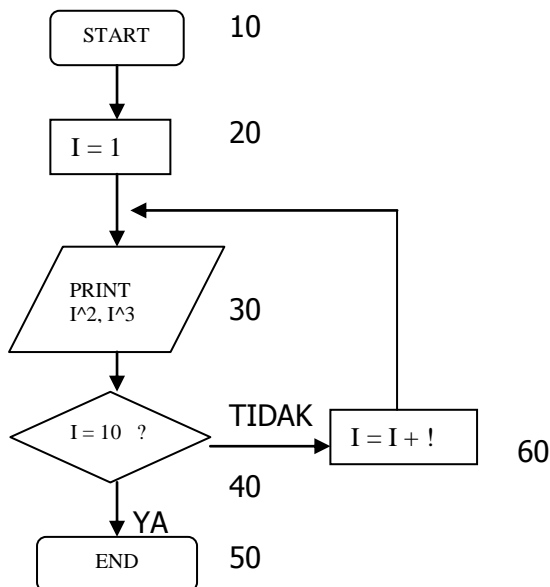 START 10
I = 1 20
PRINT
I^2, I^3 30
I = 10 ? TIDAK I = I + ! 60
40
YA
END 50